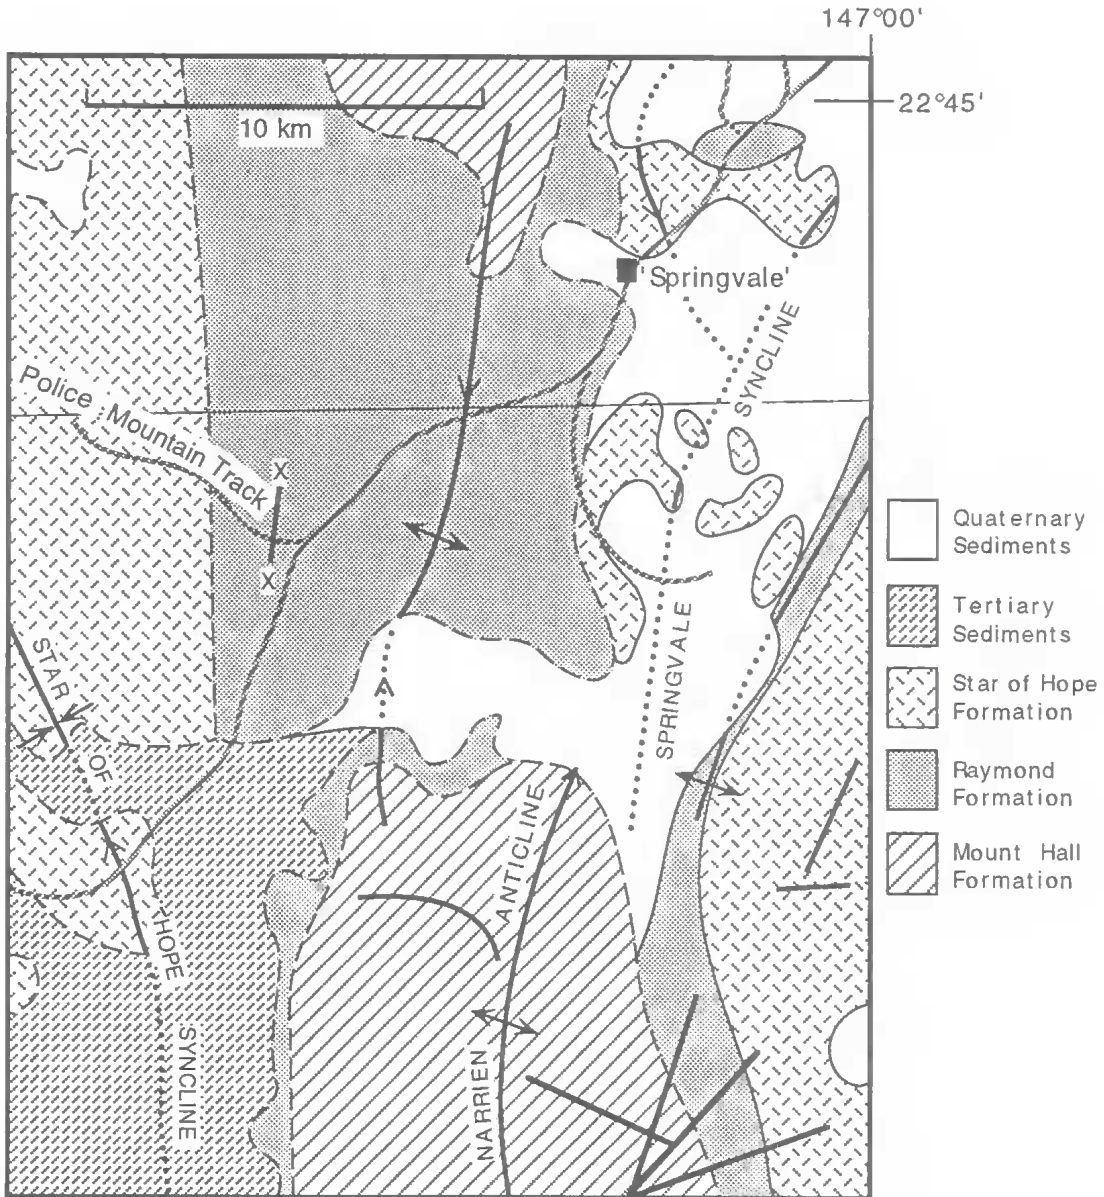 147°00'
22°45'
10 km
'Springvale'
SYNCLINE
Police Mountain Track
X
X
STAR OF HOPE SYNCLINE
SPRINGVALE
ANTICLINE
NARRIEN
Quaternary
Sediments
Tertiary
Sediments
Star of Hope
Formation
Raymond
Formation
Mount Hall
Formation